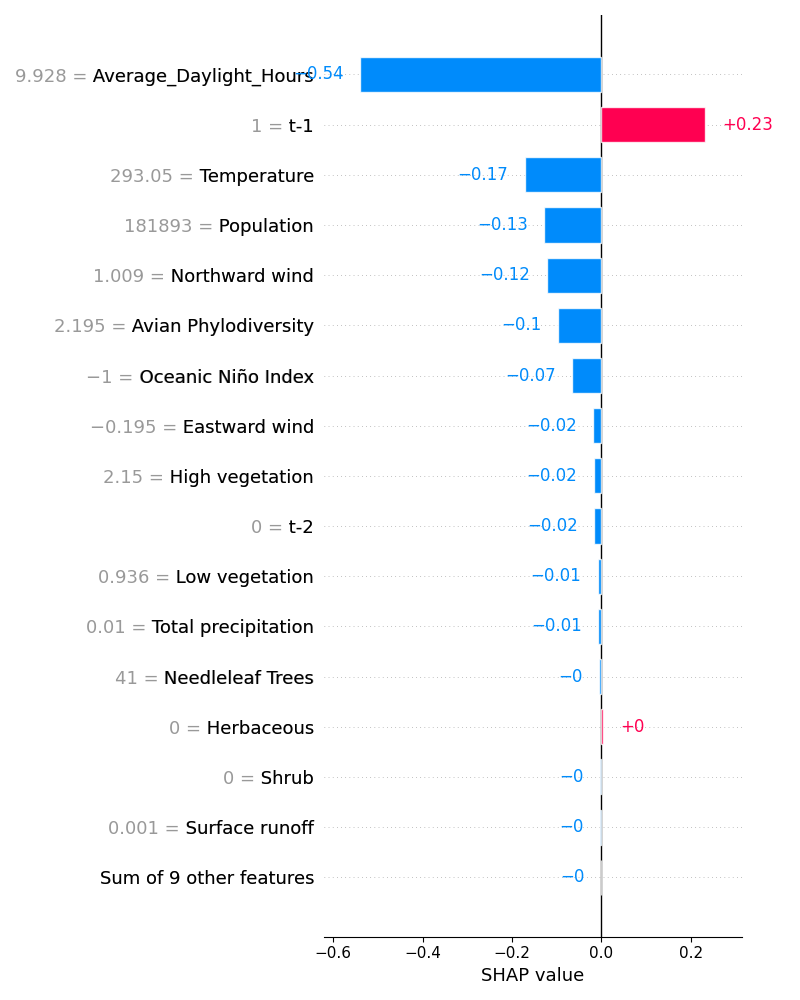 9.928 = Average_Daylight_Hours −0.54
1 = t-1 +0.23
293.05 = Temperature −0.17
181893 = Population −0.13
1.009 = Northward wind −0.12
2.195 = Avian Phylodiversity −0.1
−1 = Oceanic Niño Index −0.07
−0.195 = Eastward wind −0.02
2.15 = High vegetation −0.02
0 = t-2 −0.02
0.936 = Low vegetation −0.01
0.01 = Total precipitation −0.01
41 = Needleleaf Trees −0
0 = Herbaceous +0
0 = Shrub −0
0.001 = Surface runoff −0
Sum of 9 other features −0
−0.6 −0.4 −0.2 0.0 0.2
SHAP value